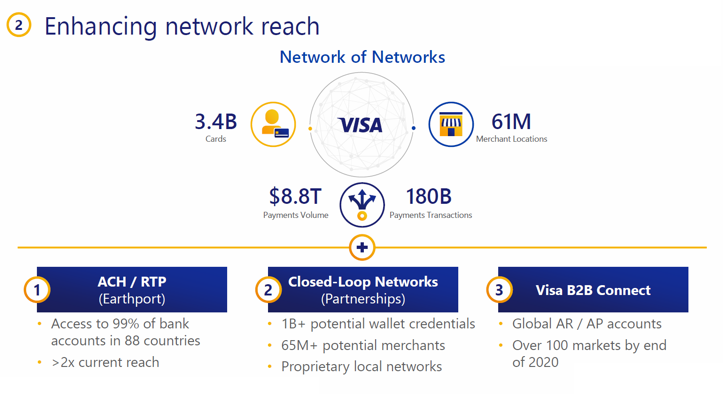 2 Enhancing network reach
Network of Networks
3.4B
Cards
VISA
61M
Merchant Locations
$8.8T
Payments Volume
180B
Payments Transactions
+
1
ACH / RTP
(Earthport)
• Access to 99% of bank
accounts in 88 countries
• >2x current reach
2
Closed-Loop Networks
(Partnerships)
• 1B+ potential wallet credentials
• 65M+ potential merchants
• Proprietary local networks
3
Visa B2B Connect
• Global AR / AP accounts
• Over 100 markets by end
of 2020